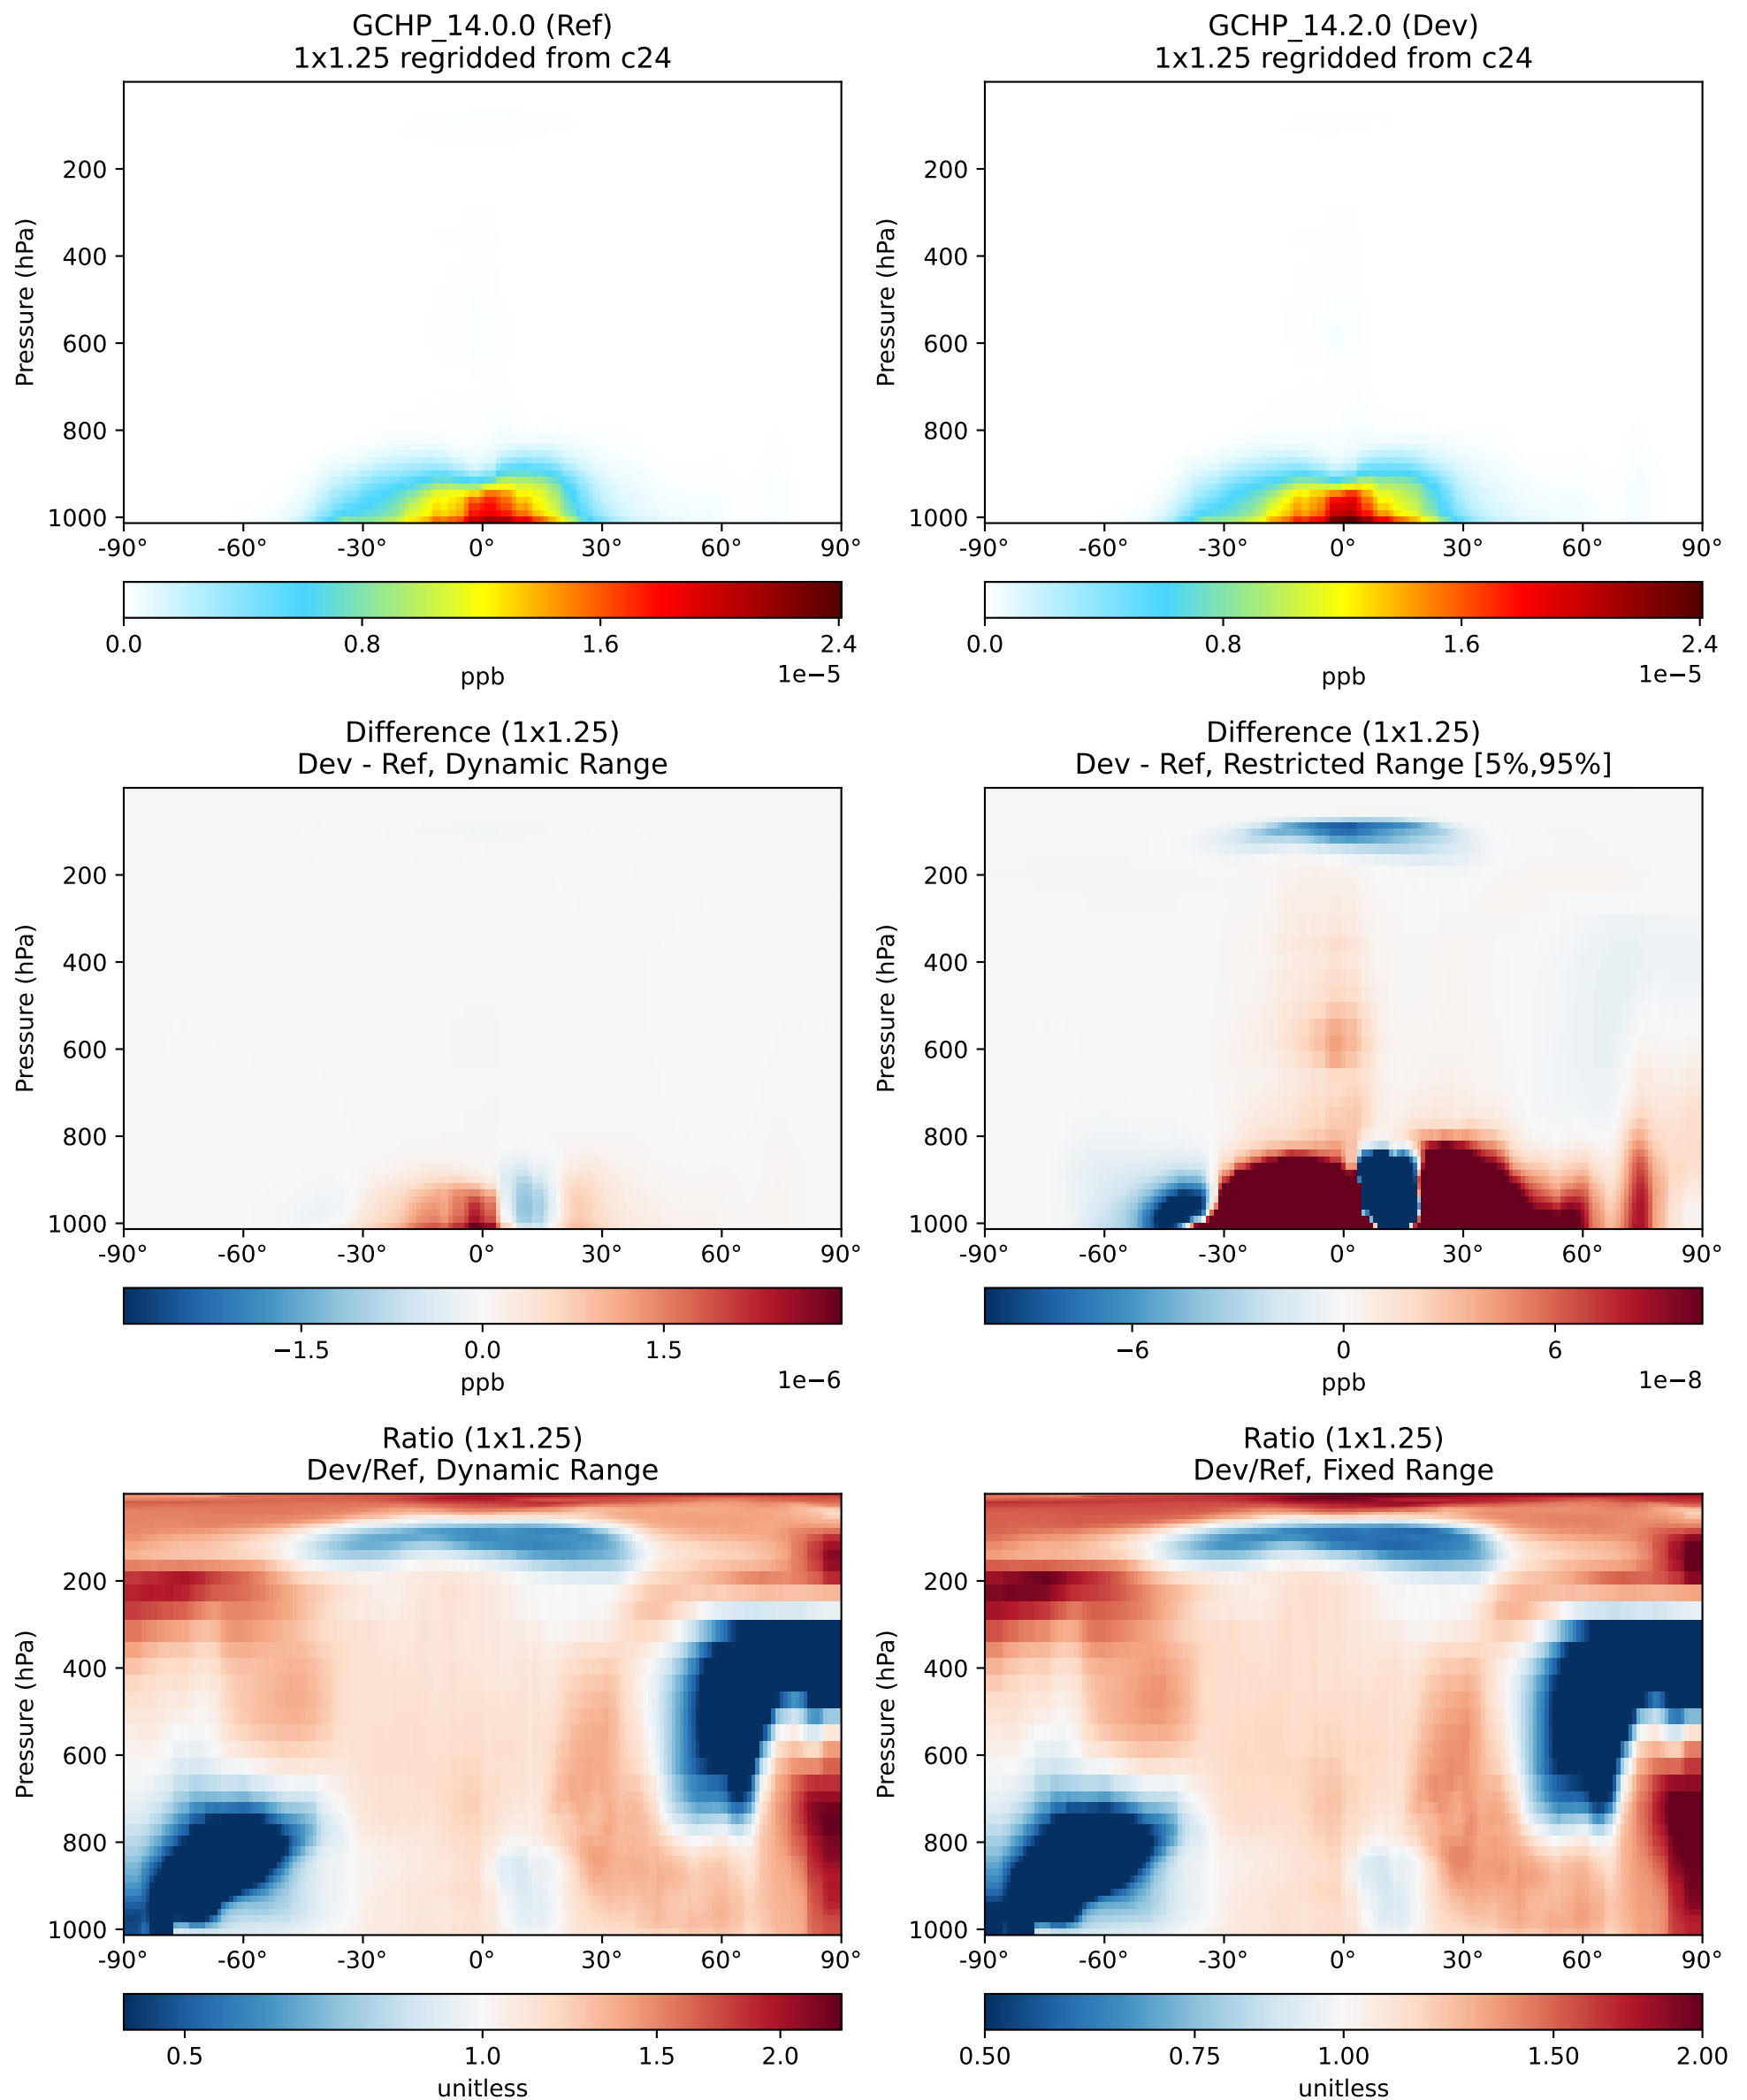 GCHP_14.0.0 (Ref)
1x1.25 regridded from c24
Pressure (hPa)
200
400
600
800
1000
-90° -60° -30° 0° 30° 60° 90°
0.0 0.8 1.6 2.4
1e−5
ppb
GCHP_14.2.0 (Dev)
1x1.25 regridded from c24
Pressure (hPa)
200
400
600
800
1000
-90° -60° -30° 0° 30° 60° 90°
0.0 0.8 1.6 2.4
1e−5
ppb
Difference (1x1.25)
Dev - Ref, Dynamic Range
Pressure (hPa)
200
400
600
800
1000
-90° -60° -30° 0° 30° 60° 90°
−1.5 0.0 1.5
ppb 1e−6
Difference (1x1.25)
Dev - Ref, Restricted Range [5%,95%]
Pressure (hPa)
200
400
600
800
1000
-90° -60° -30° 0° 30° 60° 90°
−6 0 6
ppb 1e−8
Ratio (1x1.25)
Dev/Ref, Dynamic Range
Pressure (hPa)
200
400
600
800
1000
-90° -60° -30° 0° 30° 60° 90°
0.5 1.0 1.5 2.0
unitless
Ratio (1x1.25)
Dev/Ref, Fixed Range
Pressure (hPa)
200
400
600
800
1000
-90° -60° -30° 0° 30° 60° 90°
0.50 0.75 1.00 1.50 2.00
unitless